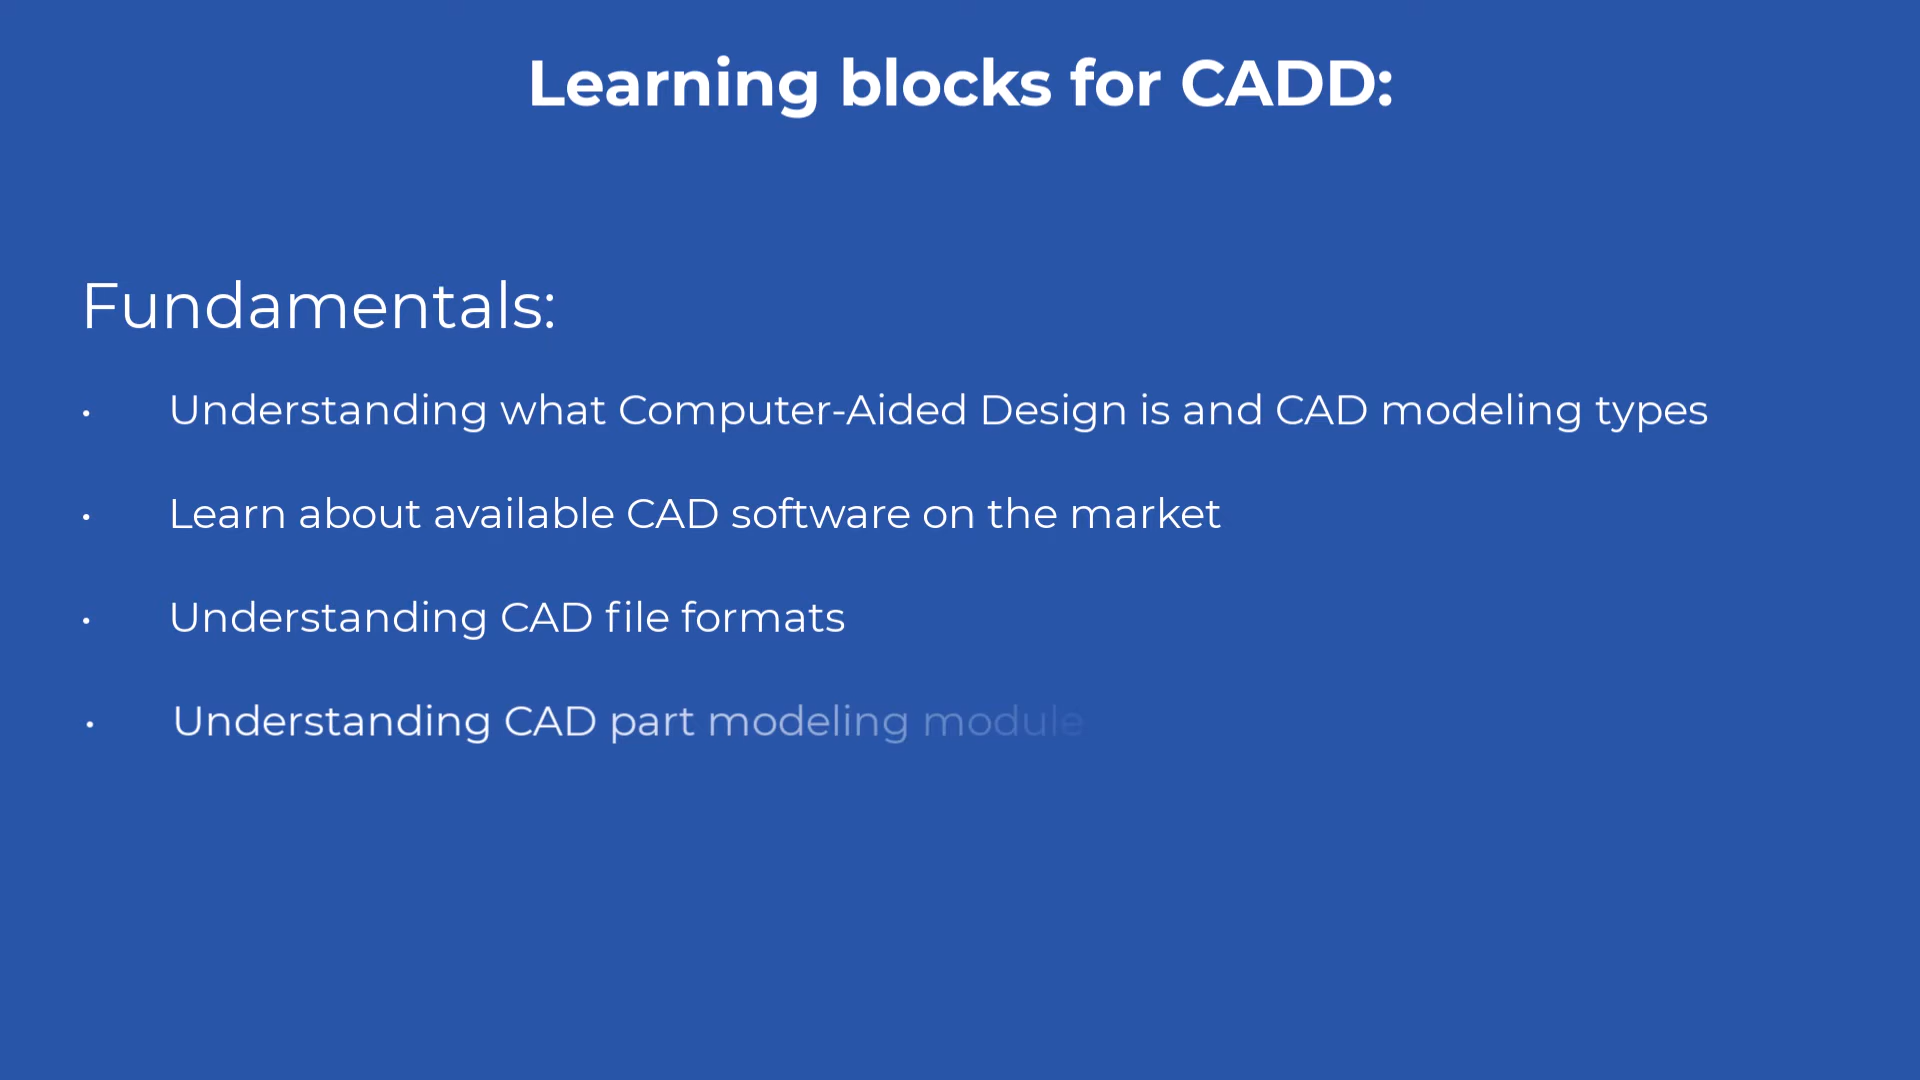 Learning blocks for CADD:
Fundamentals:
• Understanding what Computer-Aided Design is and CAD modeling types
• Learn about available CAD software on the market
• Understanding CAD file formats
• Understanding CAD part modeling module